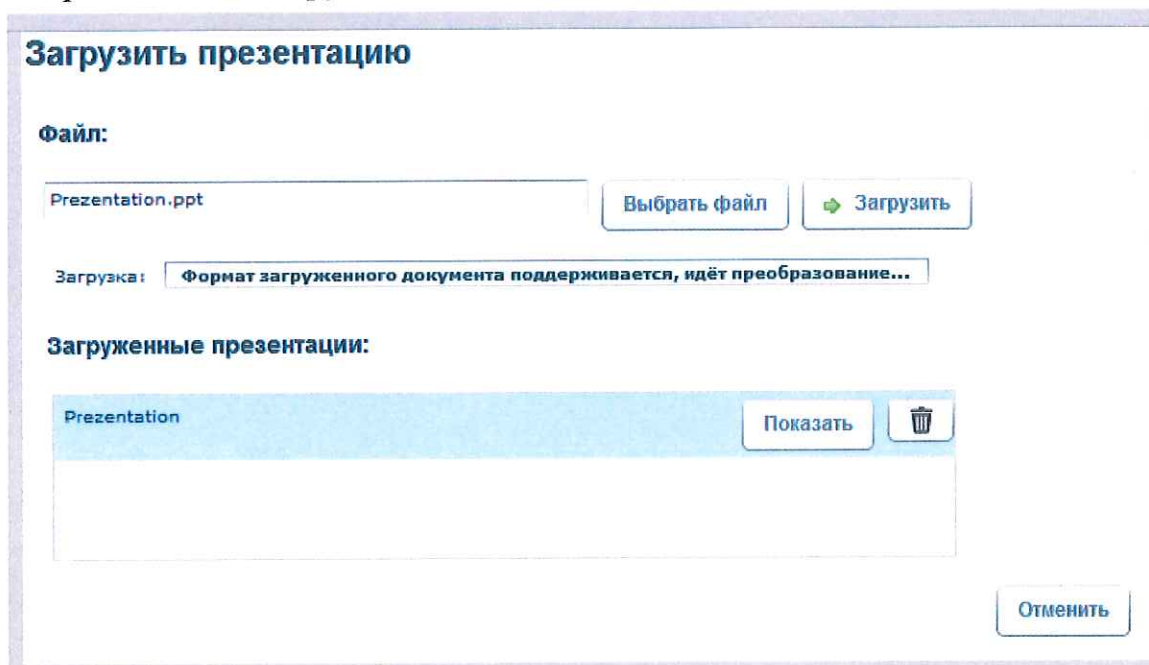 Загрузить презентацию
Файл:
Prezentation.ppt
Выбрать файл
Загрузить
Загрузка: Формат загруженного документа поддерживается, идёт преобразование...
Загруженные презентации:
Prezentation
Показать
Отменить